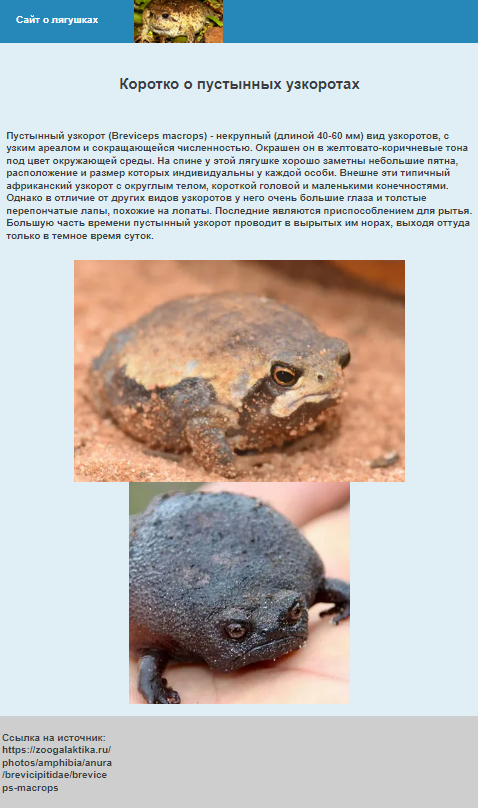 Сайт о лягушках
Коротко о пустынных узкоротах
Пустынный узкорот (Breviceps macrops) - некрупный (длиной 40-60 мм) вид узкоротов, с
узким ареалом и сокращающейся численностью. Окрашен он в желтовато-коричневые тона
под цвет окружающей среды. На спине у этой лягушке хорошо заметны небольшие пятна,
расположение и размер которых индивидуальны у каждой особи. Внешне эти типичный
африканский узкорот с округлым телом, короткой головой и маленькими конечностями.
Однако в отличие от других видов узкоротов у него очень большие глаза и толстые
перепончатые лапы, похожие на лопаты. Последние являются приспособлением для рытья.
Большую часть времени пустынный узкорот проводит в вырытых им норах, выходя оттуда
только в темное время суток.
Ссылка на источник:
https://zoogalaktika.ru/
photos/amphibia/anura
/brevicipitidae/brevice
ps-macrops